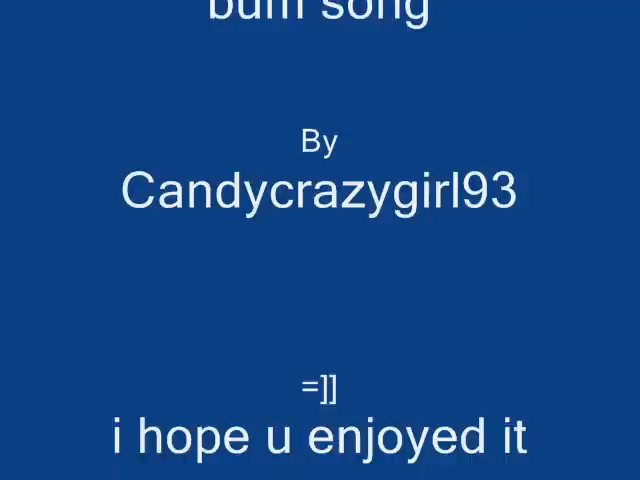 bum song
By
Candycrazygirl93
=]]
i hope u enjoyed it